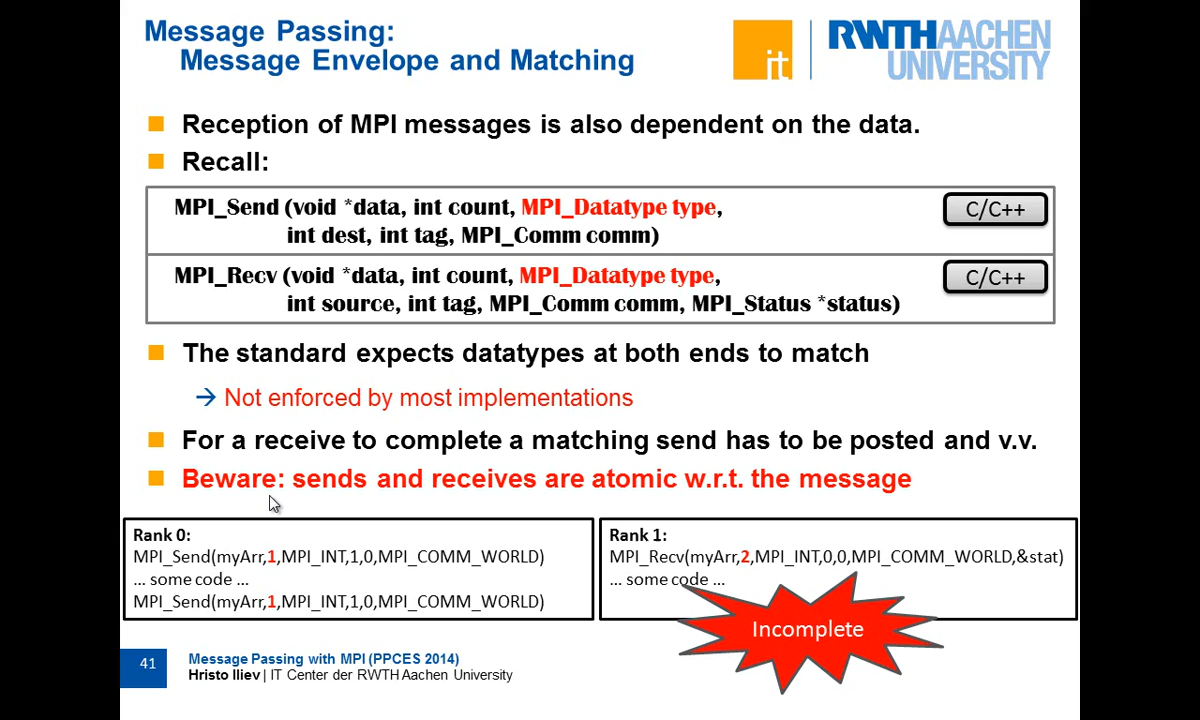 Message Passing:
Message Envelope and Matching
it
RWTHAACHEN
UNIVERSITY
Reception of MPI messages is also dependent on the data.
Recall:
MPI_Send (void *data, int count, MPI_Datatype type,
int dest, int tag, MPI_Comm comm)
C/C++
MPI_Recv (void *data, int count, MPI_Datatype type,
int source, int tag, MPI_Comm comm, MPI_Status *status)
C/C++
The standard expects datatypes at both ends to match
→ Not enforced by most implementations
For a receive to complete a matching send has to be posted and v.v.
Beware: sends and receives are atomic w.r.t. the message
Rank 0:
MPI_Send(myArr,1,MPI_INT,1,0,MPI_COMM_WORLD)
... some code ...
MPI_Send(myArr,1,MPI_INT,1,0,MPI_COMM_WORLD)
Rank 1:
MPI_Recv(myArr,2,MPI_INT,0,0,MPI_COMM_WORLD,&stat)
... some code ...
Incomplete
41
Message Passing with MPI (PPCES 2014)
Hristo Iliev | IT Center der RWTH Aachen University